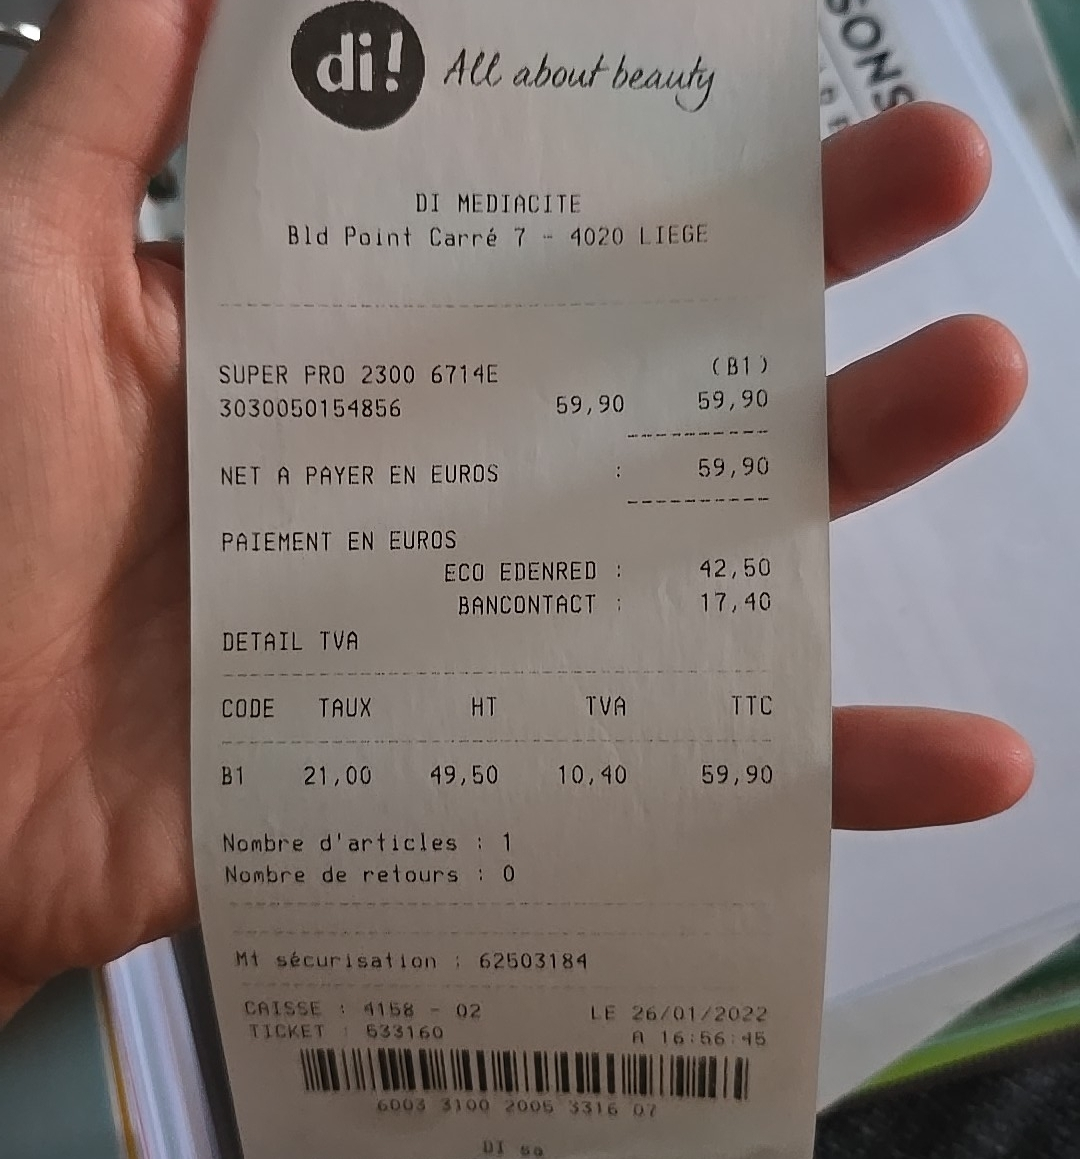 di! All about beauty
SONS
DI MEDIACITE
Bld Point Carré 7 - 4020 LIEGE
SUPER PRO 2300 6714E (B1)
3030050154856 59,90 59,90
NET A PAYER EN EUROS : 59,90
PAIEMENT EN EUROS
ECO EDENRED : 42,50
BANCONTACT : 17,40
DETAIL TVA
CODE TAUX HT TVA TTC
B1 21,00 49,50 10,40 59,90
Nombre d'articles : 1
Nombre de retours : 0
Mt sécurisation : 62503184
CAISSE : 4158 - 02 LE 26/01/2022
TICKET : 533160 A 16:56:45
6003 3100 2005 3316 07
DI sa